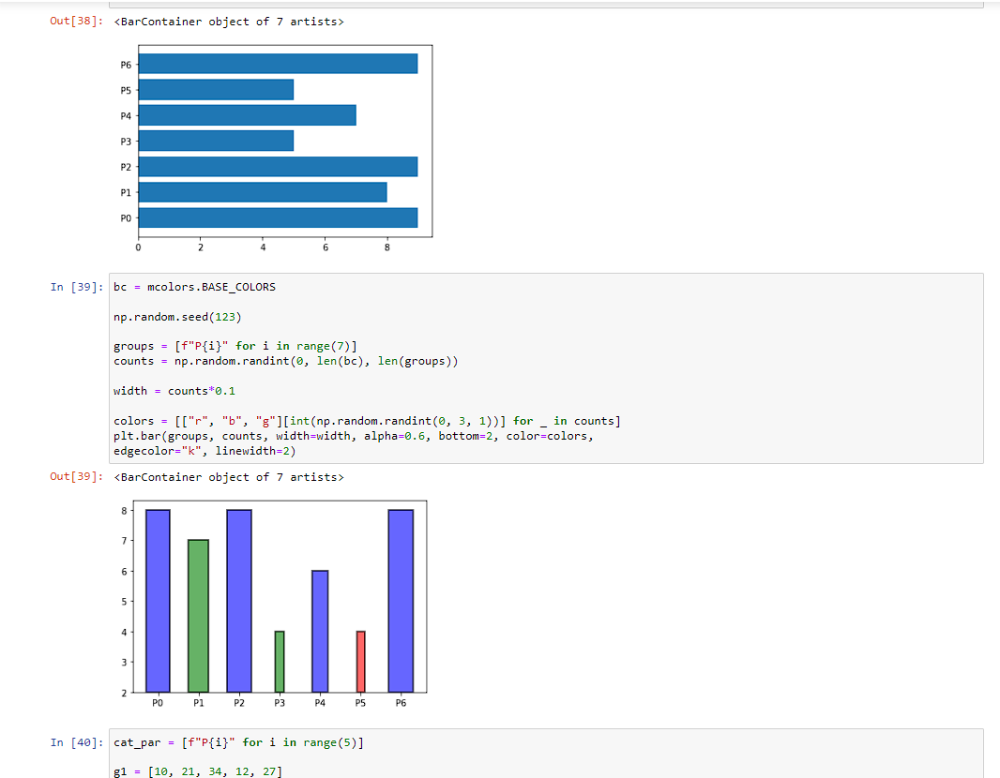 Out[38]: <BarContainer object of 7 artists>
P6
P5
P4
P3
P2
P1
P0
0 2 4 6 8
In [39]: bc = mcolors.BASE_COLORS
np.random.seed(123)
groups = [f"P{i}" for i in range(7)]
counts = np.random.randint(0, len(bc), len(groups))
width = counts*0.1
colors = [["r", "b", "g"][int(np.random.randint(0, 3, 1))] for _ in counts]
plt.bar(groups, counts, width=width, alpha=0.6, bottom=2, color=colors,
edgecolor="k", linewidth=2)
Out[39]: <BarContainer object of 7 artists>
8
7
6
5
4
3
2
P0 P1 P2 P3 P4 P5 P6
In [40]: cat_par = [f"P{i}" for i in range(5)]
g1 = [10, 21, 34, 12, 27]